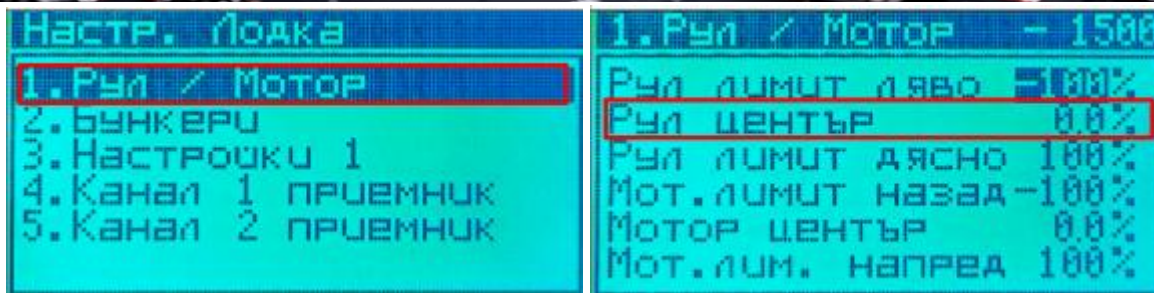 Настр. Лодка
1.Рул / Мотор
2.Бункери
3.Настройки 1
4.Канал 1 приемник
5.Канал 2 приемник
1.Рул / Мотор - 1500
Рул лимит ляво -100%
Рул център 0.0%
Рул лимит дясно 100%
Мот.лимит назад-100%
Мотор център 0.0%
Мот.лим. напред 100%